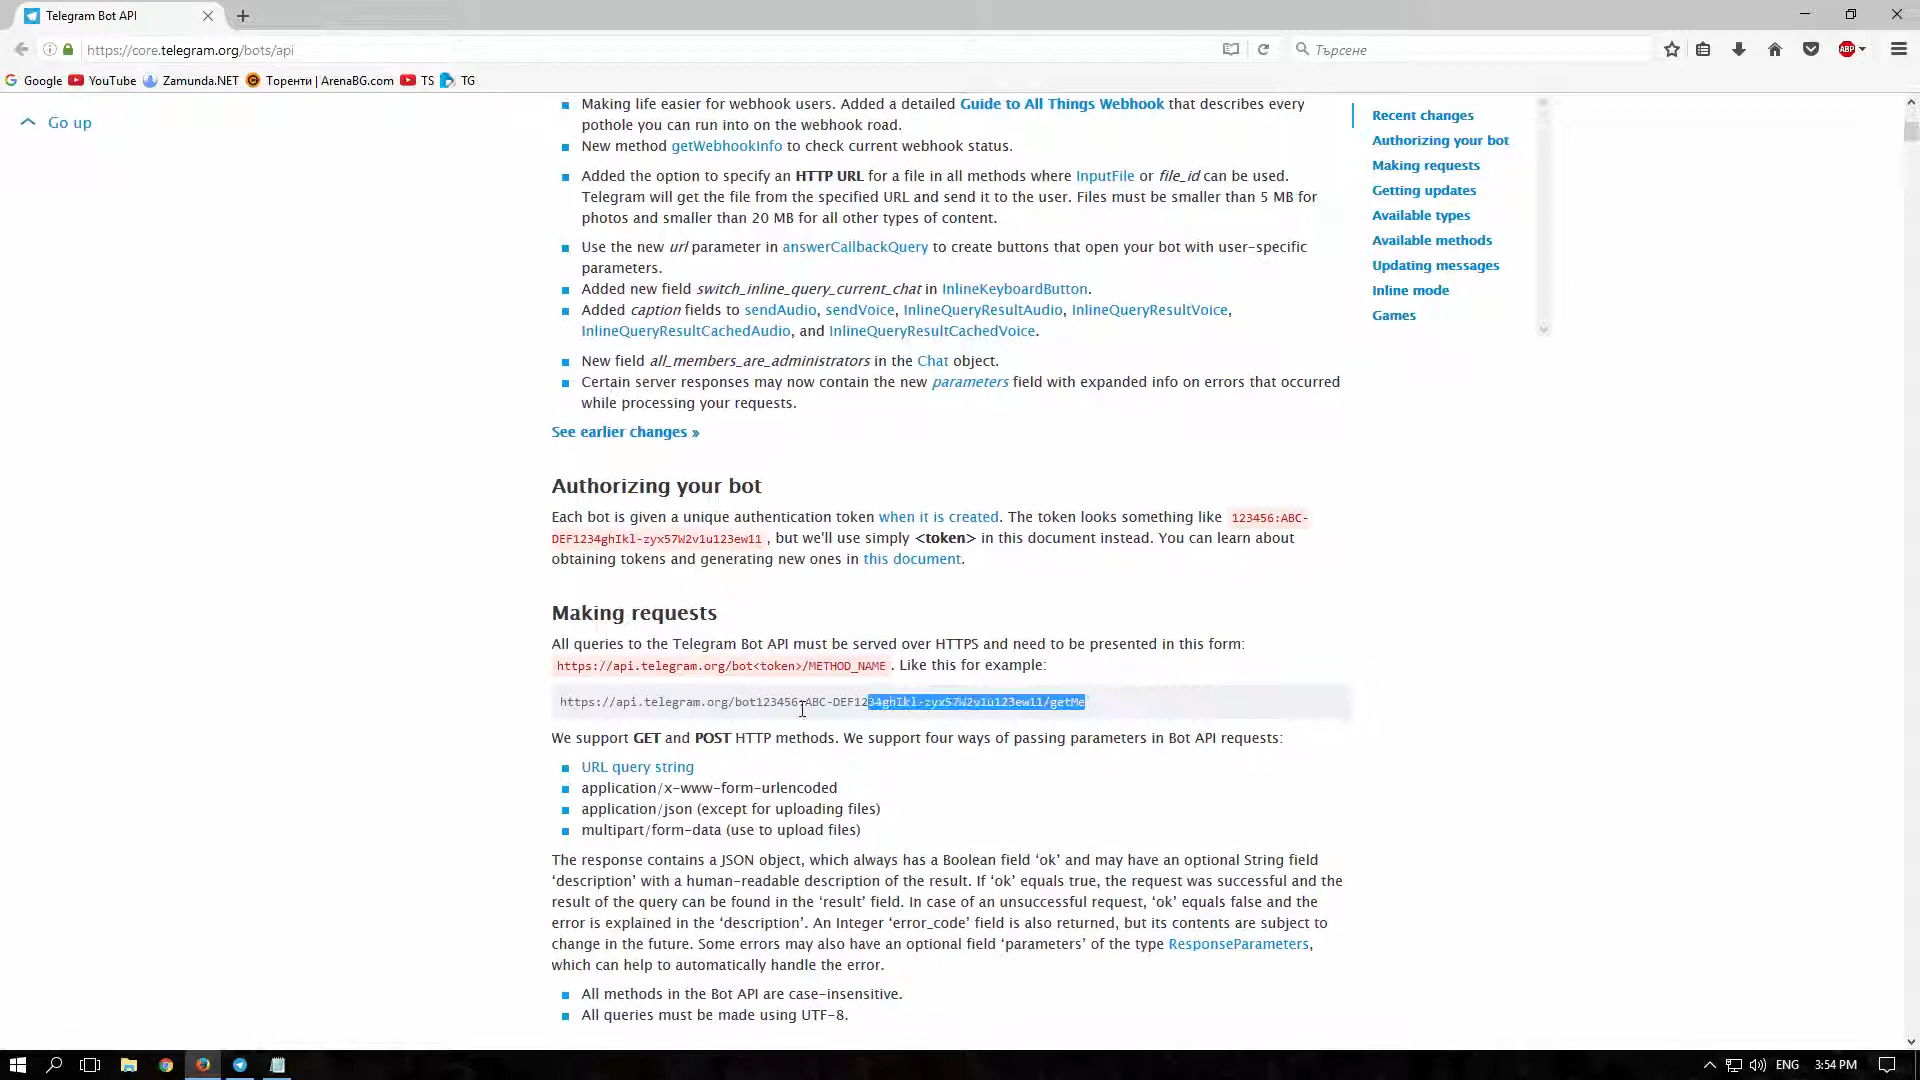 Telegram Bot API
https://core.telegram.org/bots/api
Търсене
ABP
Google YouTube Zamunda.NET Торенти | ArenaBG.com TS TG
Go up
Making life easier for webhook users. Added a detailed Guide to All Things Webhook that describes every
pothole you can run into on the webhook road.
New method getWebhookInfo to check current webhook status.
Added the option to specify an HTTP URL for a file in all methods where InputFile or file_id can be used.
Telegram will get the file from the specified URL and send it to the user. Files must be smaller than 5 MB for
photos and smaller than 20 MB for all other types of content.
Use the new url parameter in answerCallbackQuery to create buttons that open your bot with user-specific
parameters.
Added new field switch_inline_query_current_chat in InlineKeyboardButton.
Added caption fields to sendAudio, sendVoice, InlineQueryResultAudio, InlineQueryResultVoice,
InlineQueryResultCachedAudio, and InlineQueryResultCachedVoice.
New field all_members_are_administrators in the Chat object.
Certain server responses may now contain the new parameters field with expanded info on errors that occurred
while processing your requests.
See earlier changes »
Authorizing your bot
Each bot is given a unique authentication token when it is created. The token looks something like 123456:ABC-
DEF1234ghIkl-zyx57W2v1u123ew11, but we'll use simply <token> in this document instead. You can learn about
obtaining tokens and generating new ones in this document.
Making requests
All queries to the Telegram Bot API must be served over HTTPS and need to be presented in this form:
https://api.telegram.org/bot<token>/METHOD_NAME. Like this for example:
https://api.telegram.org/bot123456:ABC-DEF1234ghIkl-zyx57W2v1u123ew11/getMe
We support GET and POST HTTP methods. We support four ways of passing parameters in Bot API requests:
URL query string
application/x-www-form-urlencoded
application/json (except for uploading files)
multipart/form-data (use to upload files)
The response contains a JSON object, which always has a Boolean field ‘ok’ and may have an optional String field
‘description’ with a human-readable description of the result. If ‘ok’ equals true, the request was successful and the
result of the query can be found in the ‘result’ field. In case of an unsuccessful request, ‘ok’ equals false and the
error is explained in the ‘description’. An Integer ‘error_code’ field is also returned, but its contents are subject to
change in the future. Some errors may also have an optional field ‘parameters’ of the type ResponseParameters,
which can help to automatically handle the error.
All methods in the Bot API are case-insensitive.
All queries must be made using UTF-8.
Recent changes
Authorizing your bot
Making requests
Getting updates
Available types
Available methods
Updating messages
Inline mode
Games
ENG 3:54 PM